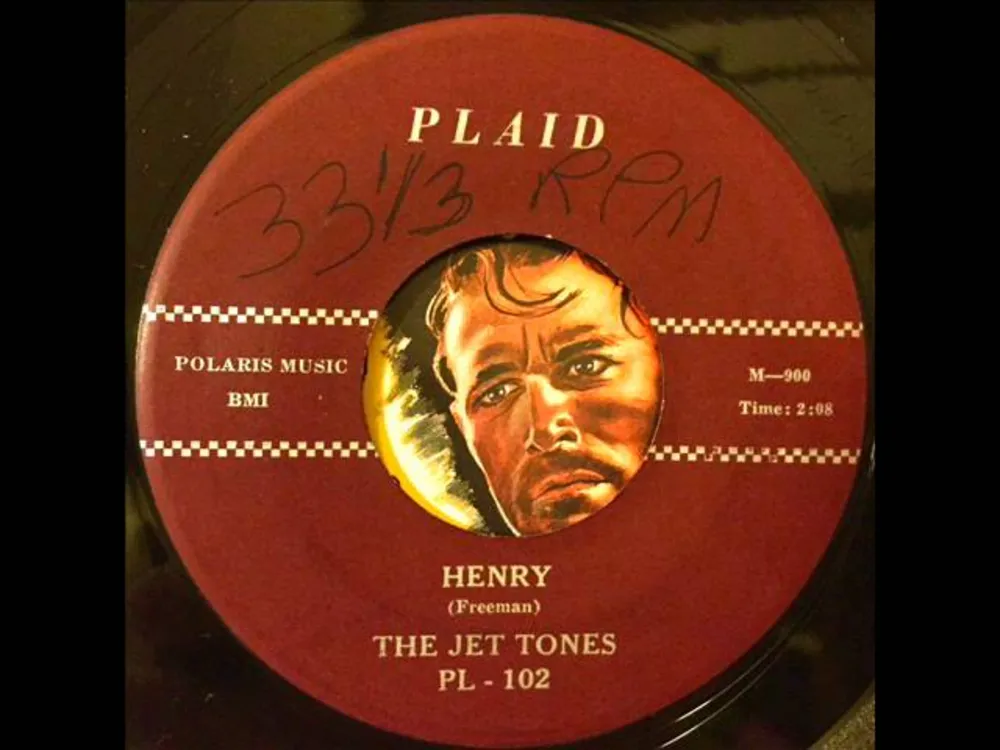 PLAID
33 1/3 RPM
POLARIS MUSIC
BMI
M—900
Time: 2:08
HENRY
(Freeman)
THE JET TONES
PL - 102